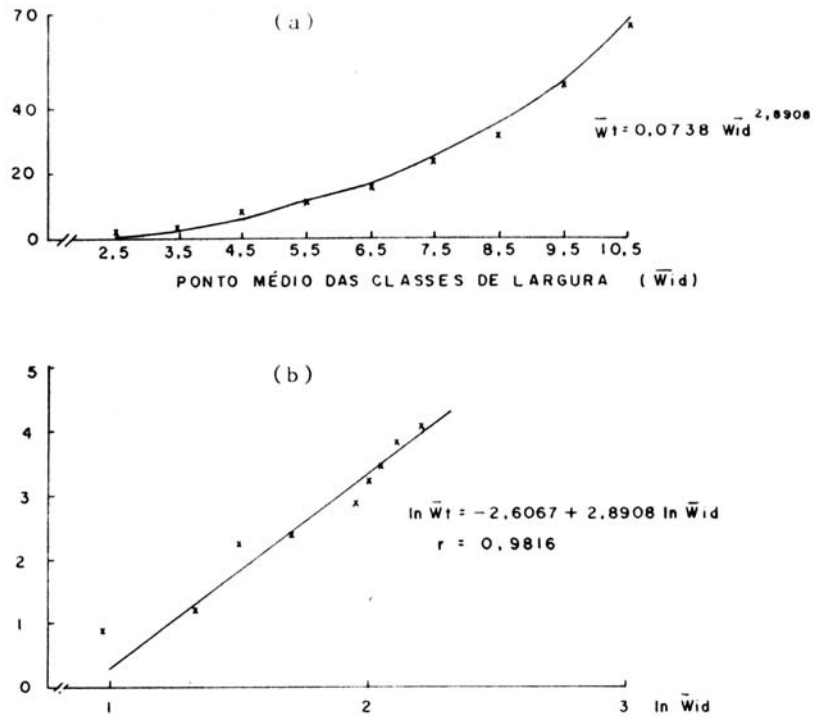 (a)
70
40
20
0
W̅t = 0,0738 W̅id^2,8908
2,5 3,5 4,5 5,5 6,5 7,5 8,5 9,5 10,5
PONTO MÉDIO DAS CLASSES DE LARGURA (W̅id)
(b)
5
4
3
2
1
0
ln W̅t = -2,6067 + 2,8908 ln W̅id
r = 0,9816
1 2 3 ln W̅id